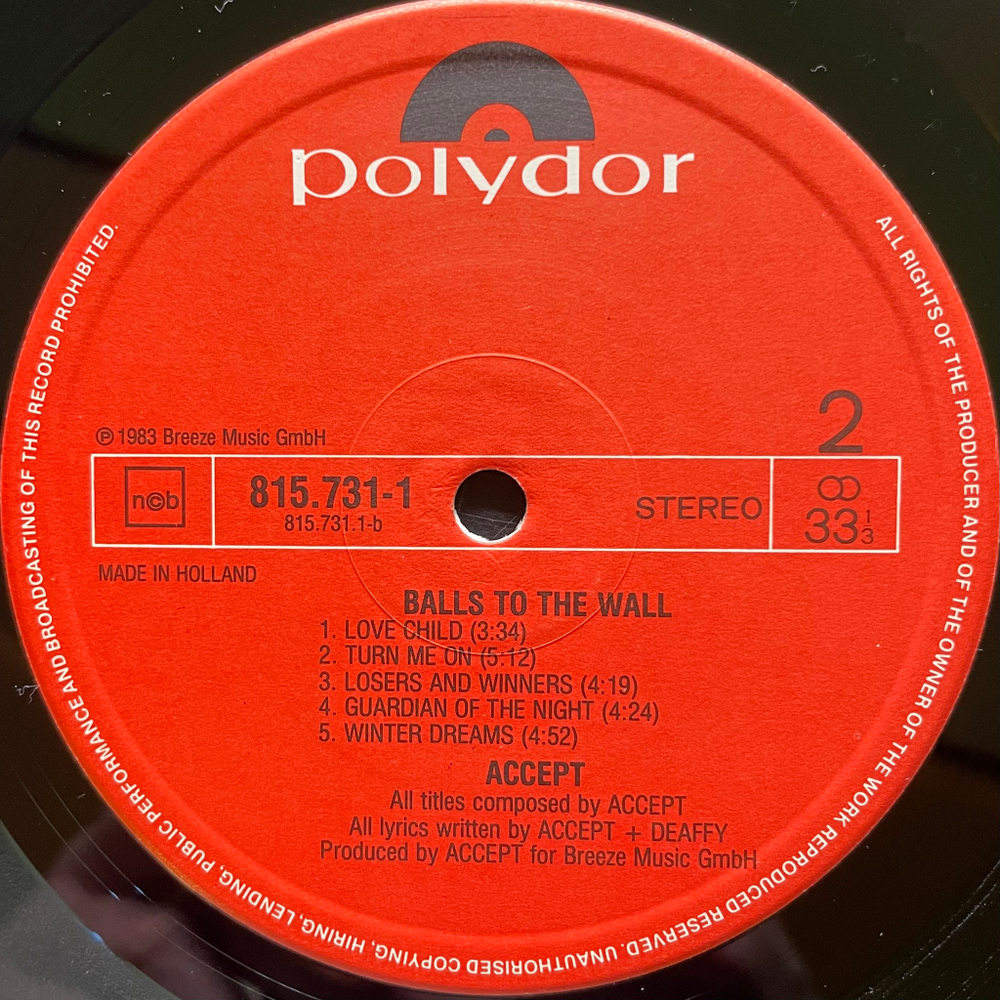 polydor
ALL RIGHTS OF THE PRODUCER AND OF THE OWNER OF THE WORK REPRODUCED RESERVED. UNAUTHORISED COPYING, HIRING, LENDING, PUBLIC PERFORMANCE AND BROADCASTING OF THIS RECORD PROHIBITED.
℗ 1983 Breeze Music GmbH
2
n©b
815.731-1
815.731.1-b
STEREO
33 1/3
MADE IN HOLLAND
BALLS TO THE WALL
1. LOVE CHILD (3:34)
2. TURN ME ON (5:12)
3. LOSERS AND WINNERS (4:19)
4. GUARDIAN OF THE NIGHT (4:24)
5. WINTER DREAMS (4:52)
ACCEPT
All titles composed by ACCEPT
All lyrics written by ACCEPT + DEAFFY
Produced by ACCEPT for Breeze Music GmbH